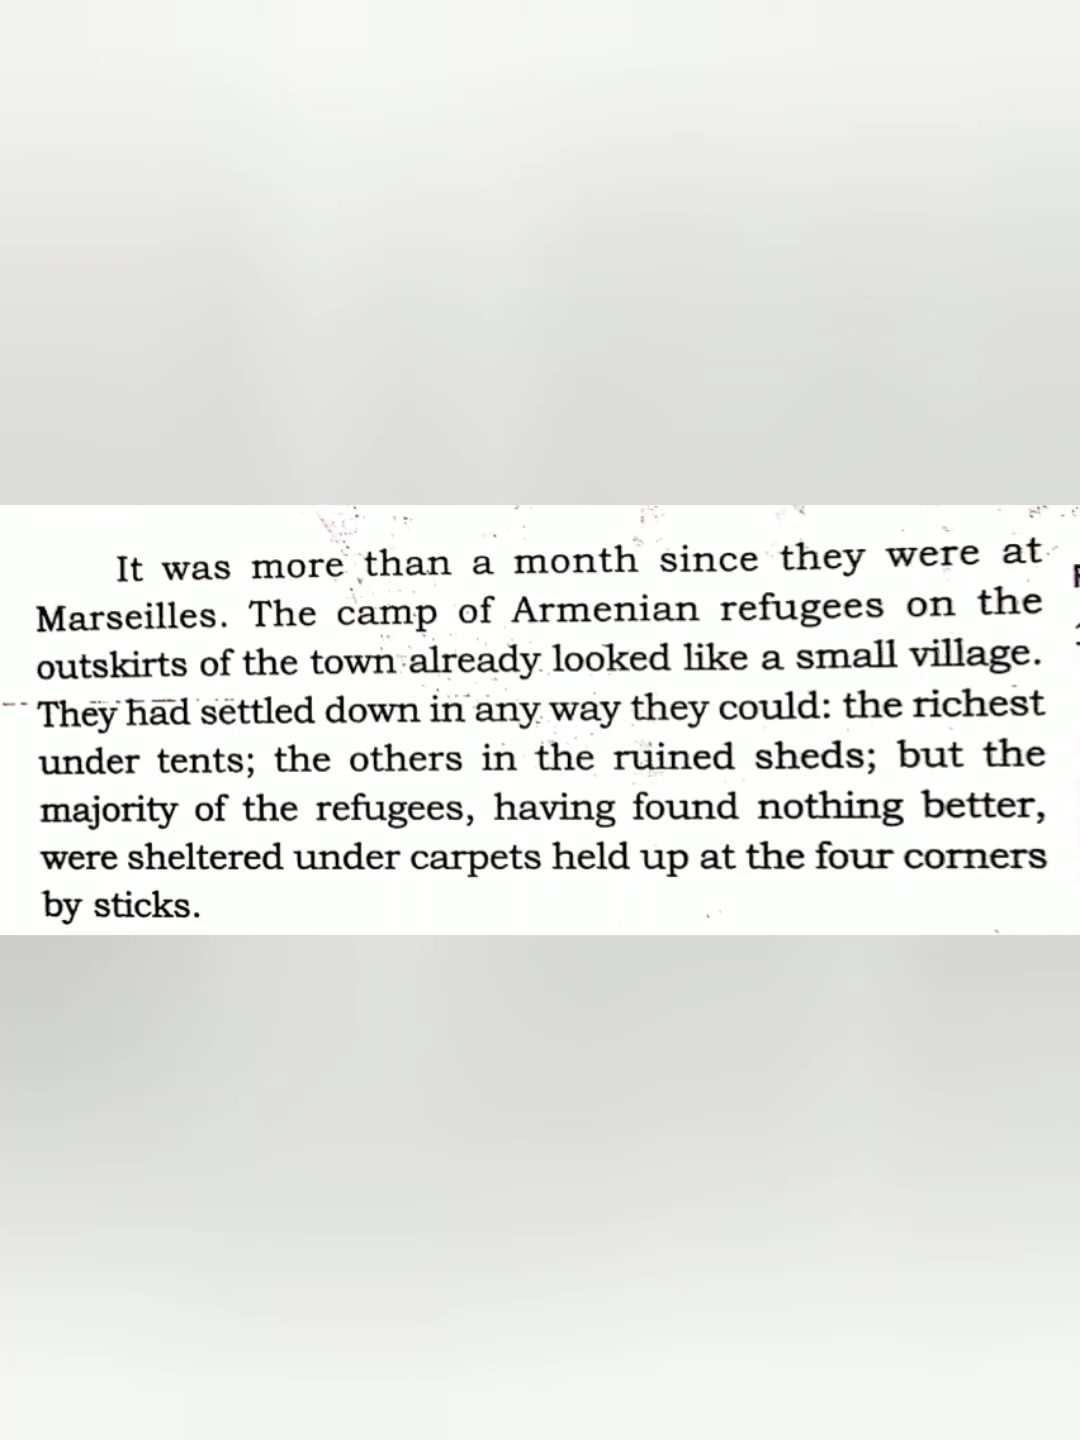 It was more than a month since they were at
Marseilles. The camp of Armenian refugees on the
outskirts of the town already looked like a small village.
They had settled down in any way they could: the richest
under tents; the others in the ruined sheds; but the
majority of the refugees, having found nothing better,
were sheltered under carpets held up at the four corners
by sticks.